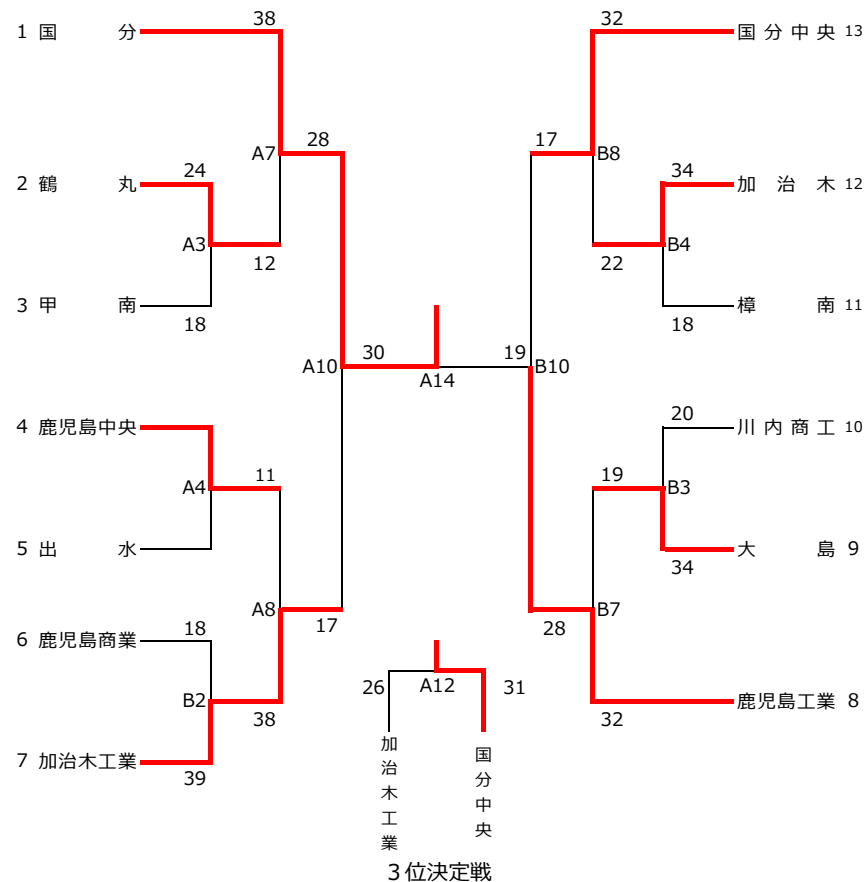 38
32
1 国 分
国 分 中 央 13
A7
28
17
B8
24
34
2 鶴 丸
加 治 木 12
A3
12
22
B4
3 甲 南
樟 南 11
18
18
A10
30
A14
19
B10
4 鹿児島中央
20
川 内 商 工 10
A4
11
19
B3
5 出 水
大 島 9
34
A8
17
28
B7
6 鹿児島商業
18
B2
38
26
A12
31
32
鹿児島工業 8
7 加治木工業
39
加治木工業
国分中央
3位決定戦